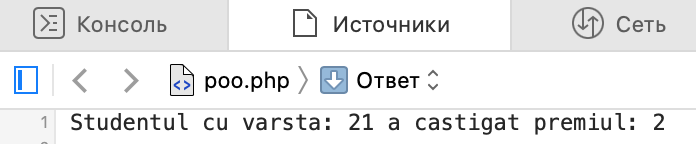 Консоль Источники Сеть
poo.php Ответ
1 Studentul cu varsta: 21 a castigat premiul: 2